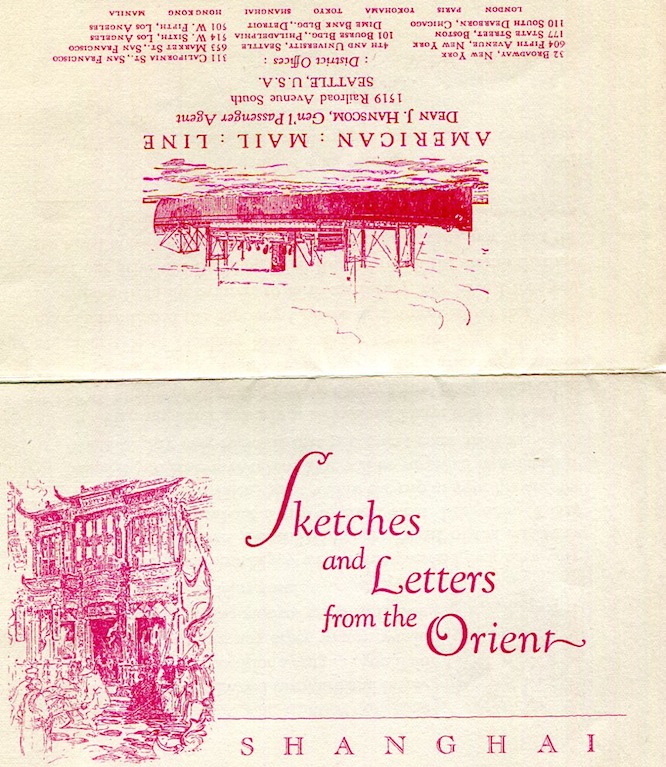 AMERICAN : MAIL : LINE
DEAN J. HANSCOM, Gen'l Passenger Agent
1519 Railroad Avenue South
SEATTLE, U.S.A.
: District Offices :
32 BROADWAY, NEW YORK
604 FIFTH AVENUE, NEW YORK
177 STATE STREET, BOSTON
110 SOUTH DEARBORN, CHICAGO
4TH AND UNIVERSITY, SEATTLE
101 BOURSE BLDG., PHILADELPHIA
DIME BANK BLDG., DETROIT
311 CALIFORNIA ST., SAN FRANCISCO
653 MARKET ST., SAN FRANCISCO
514 W. SIXTH, LOS ANGELES
501 W. FIFTH, LOS ANGELES
LONDON PARIS YOKOHAMA TOKYO SHANGHAI HONGKONG MANILA
Sketches
and Letters
from the Orient
SHANGHAI